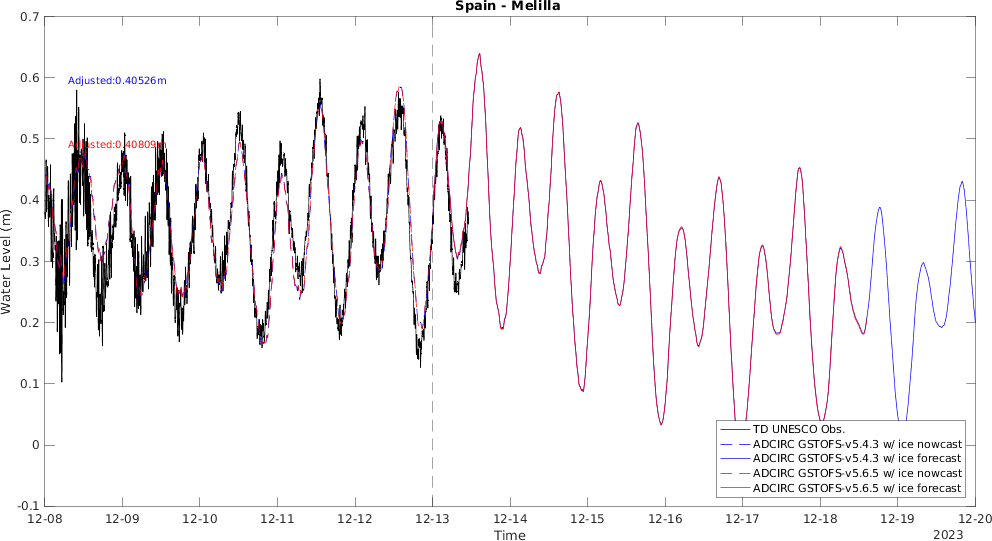 Spain - Melilla
Water Level (m)
0.7
0.6
0.5
0.4
0.3
0.2
0.1
0
-0.1
Adjusted:0.40526m
Adjusted:0.40809m
TD UNESCO Obs.
ADCIRC GSTOFS-v5.4.3 w/ ice nowcast
ADCIRC GSTOFS-v5.4.3 w/ ice forecast
ADCIRC GSTOFS-v5.6.5 w/ ice nowcast
ADCIRC GSTOFS-v5.6.5 w/ ice forecast
12-08 12-09 12-10 12-11 12-12 12-13 12-14 12-15 12-16 12-17 12-18 12-19 12-20
Time
2023